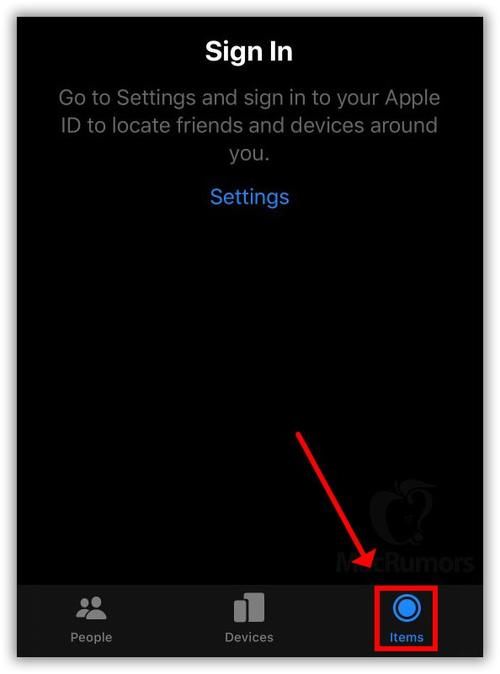 Sign In
Go to Settings and sign in to your Apple
ID to locate friends and devices around
you.
Settings
MacRumors
People
Devices
Items